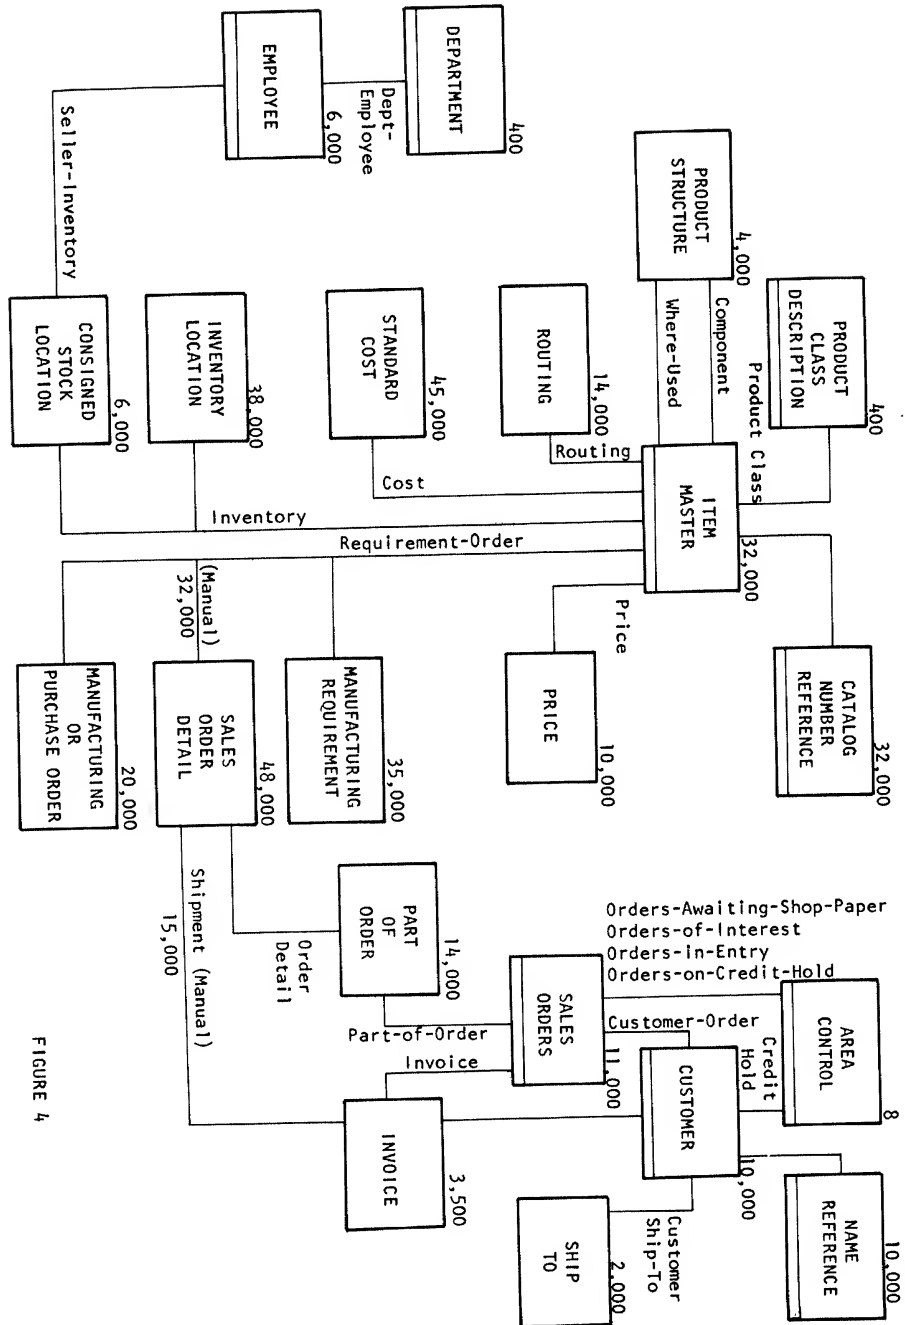 DEPARTMENT
400
Dept-
Employee
EMPLOYEE
6,000
Seller-Inventory
PRODUCT
STRUCTURE
4,000
PRODUCT
CLASS
DESCRIPTION
400
Component
Where-Used
Product Class
ROUTING
14,000
Routing
STANDARD
COST
45,000
Cost
INVENTORY
LOCATION
38,000
CONSIGNED
STOCK
LOCATION
6,000
Inventory
ITEM
MASTER
32,000
Requirement-Order
CATALOG
NUMBER
REFERENCE
32,000
Price
PRICE
10,000
MANUFACTURING
REQUIREMENT
35,000
(Manual)
32,000
SALES
ORDER
DETAIL
48,000
MANUFACTURING
OR
PURCHASE ORDER
20,000
Shipment (Manual)
15,000
Order
Detail
PART
OF
ORDER
14,000
Part-of-Order
Orders-Awaiting-Shop-Paper
Orders-of-Interest
Orders-in-Entry
Orders-on-Credit-Hold
SALES
ORDERS
11,000
Customer-Order
AREA
CONTROL
8
Credit
Hold
CUSTOMER
10,000
Invoice
INVOICE
3,500
NAME
REFERENCE
10,000
Customer
Ship-To
SHIP
TO
2,000
FIGURE 4